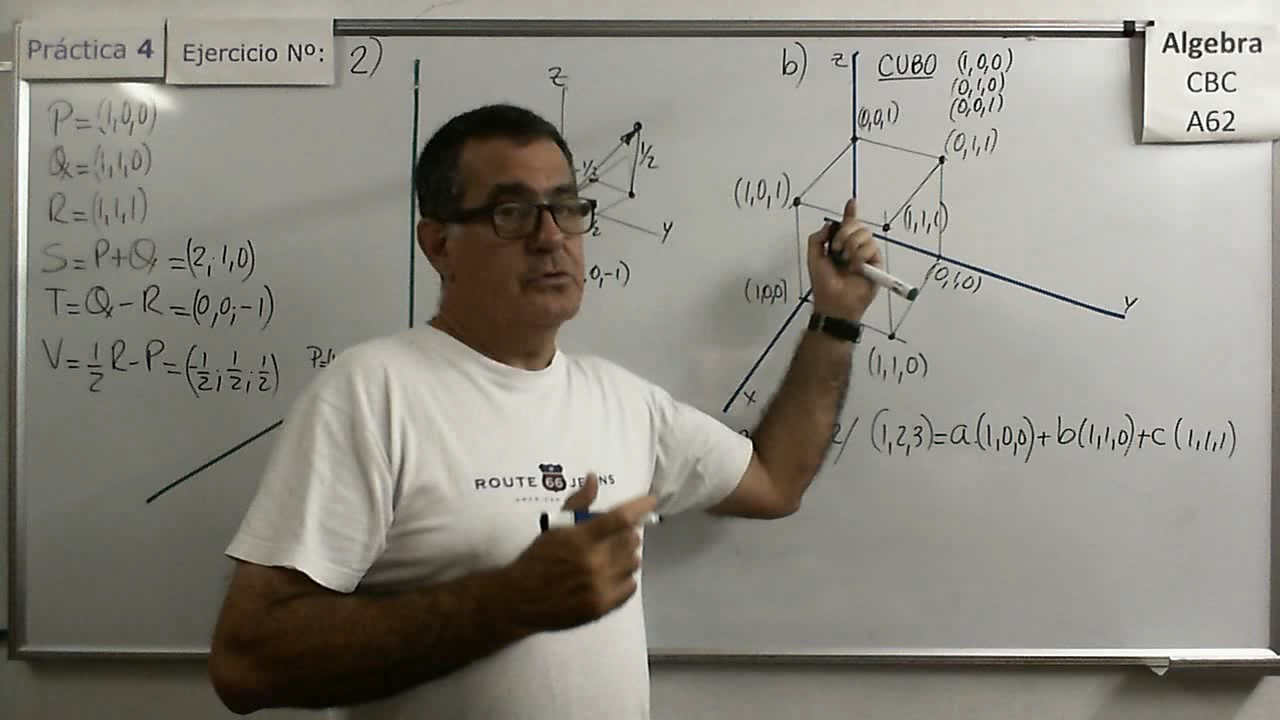 Práctica 4
Ejercicio Nº:
2)
P=(1,0,0)
Q=(1,1,0)
R=(1,1,1)
S=P+Q=(2,1,0)
T=Q-R=(0,0,-1)
V=1/2R-P=(-1/2;1/2;1/2)
Z
1/2
1/2
Y
,0,-1)
b)
Z
CUBO
(1,0,0)
(0,1,0)
(0,0,1)
(0,0,1)
(0,1,1)
(1,0,1)
(1,1,1)
(1,0,0)
(0,1,0)
Y
(1,1,0)
X
/ (1,2,3)=a.(1,0,0)+b(1,1,0)+c(1,1,1)
Algebra
CBC
A62
ROUTE 66 JEANS